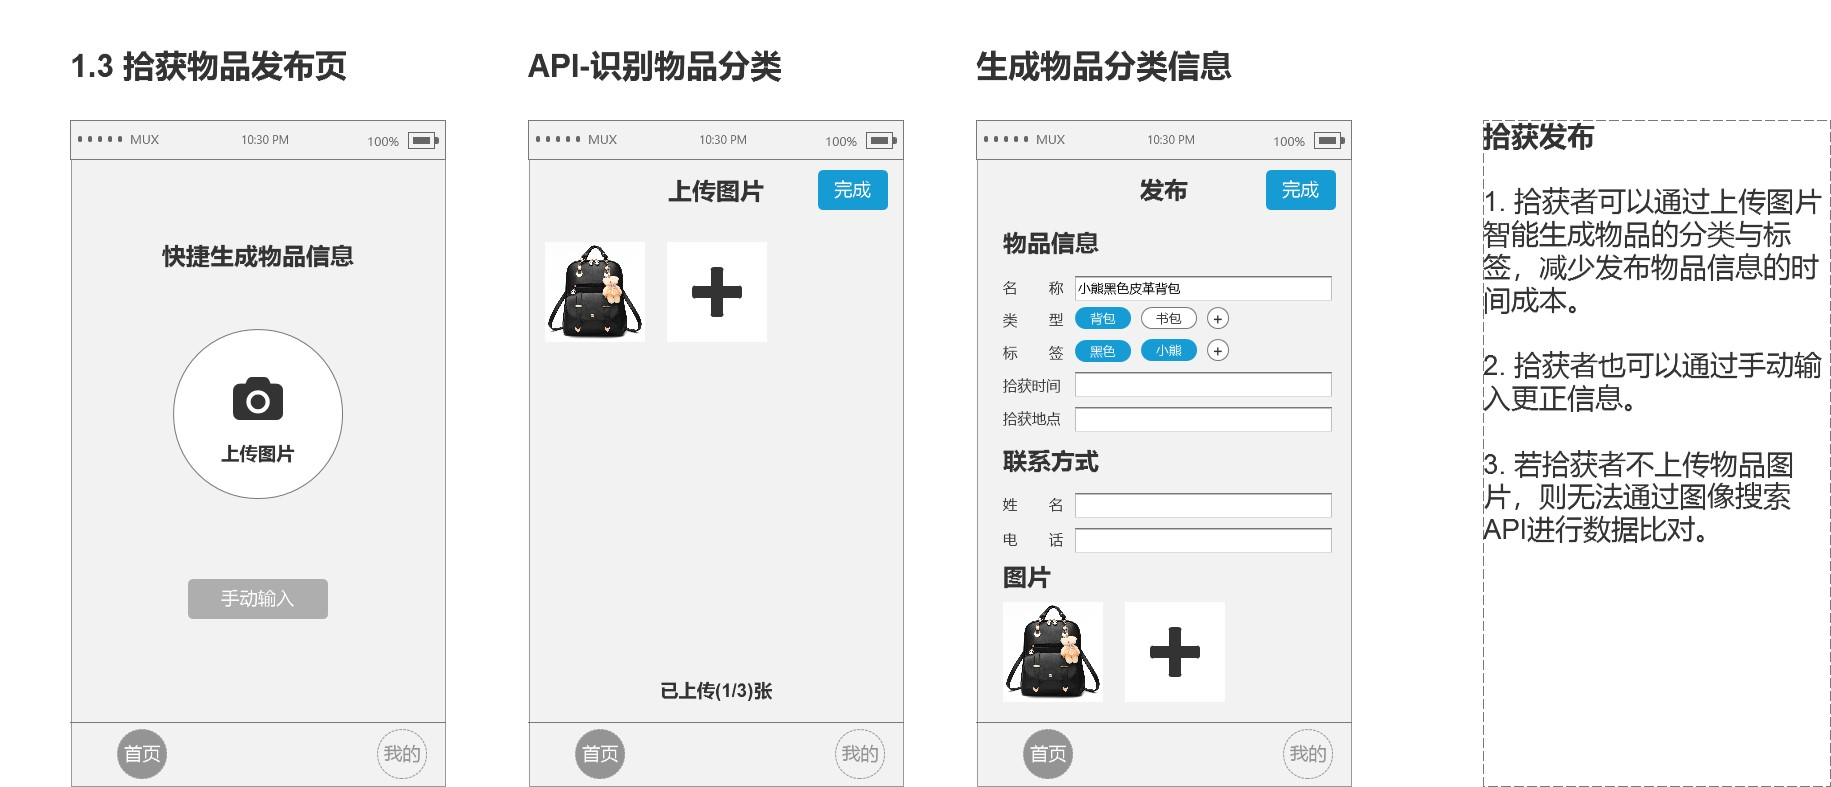 1.3 拾获物品发布页
MUX 10:30 PM 100%
快捷生成物品信息
上传图片
手动输入
首页 我的
API-识别物品分类
MUX 10:30 PM 100%
上传图片 完成
已上传(1/3)张
首页 我的
生成物品分类信息
MUX 10:30 PM 100%
发布 完成
物品信息
名 称 小熊黑色皮革背包
类 型 背包 书包 +
标 签 黑色 小熊 +
拾获时间
拾获地点
联系方式
姓 名
电 话
图片
首页 我的
拾获发布
1. 拾获者可以通过上传图片
智能生成物品的分类与标
签，减少发布物品信息的时
间成本。
2. 拾获者也可以通过手动输
入更正信息。
3. 若拾获者不上传物品图
片，则无法通过图像搜索
API进行数据比对。